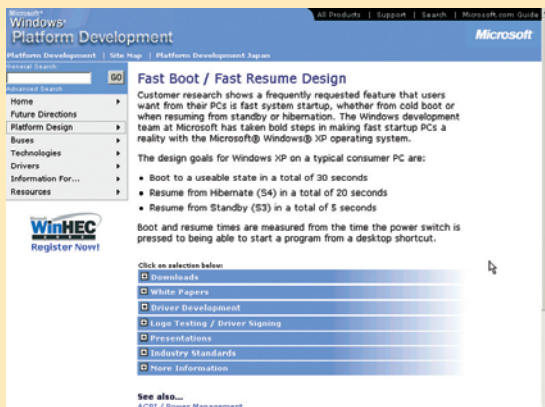 All Products | Support | Search | Microsoft.com Guide
Microsoft
Windows
Platform Development
Microsoft
Platform Development | Site Map | Platform Development Japan
General Search:
GO
Advanced Search
Home
Future Directions
Platform Design
Buses
Technologies
Drivers
Information For...
Resources
Microsoft
WinHEC
Register Now!
Fast Boot / Fast Resume Design
Customer research shows a frequently requested feature that users
want from their PCs is fast system startup, whether from cold boot or
when resuming from standby or hibernation. The Windows development
team at Microsoft has taken bold steps in making fast startup PCs a
reality with the Microsoft® Windows® XP operating system.
The design goals for Windows XP on a typical consumer PC are:
• Boot to a useable state in a total of 30 seconds
• Resume from Hibernate (S4) in a total of 20 seconds
• Resume from Standby (S3) in a total of 5 seconds
Boot and resume times are measured from the time the power switch is
pressed to being able to start a program from a desktop shortcut.
Click on selection below:
Downloads
White Papers
Driver Development
Logo Testing / Driver Signing
Presentations
Industry Standards
More Information
See also...
ACPI / Power Management